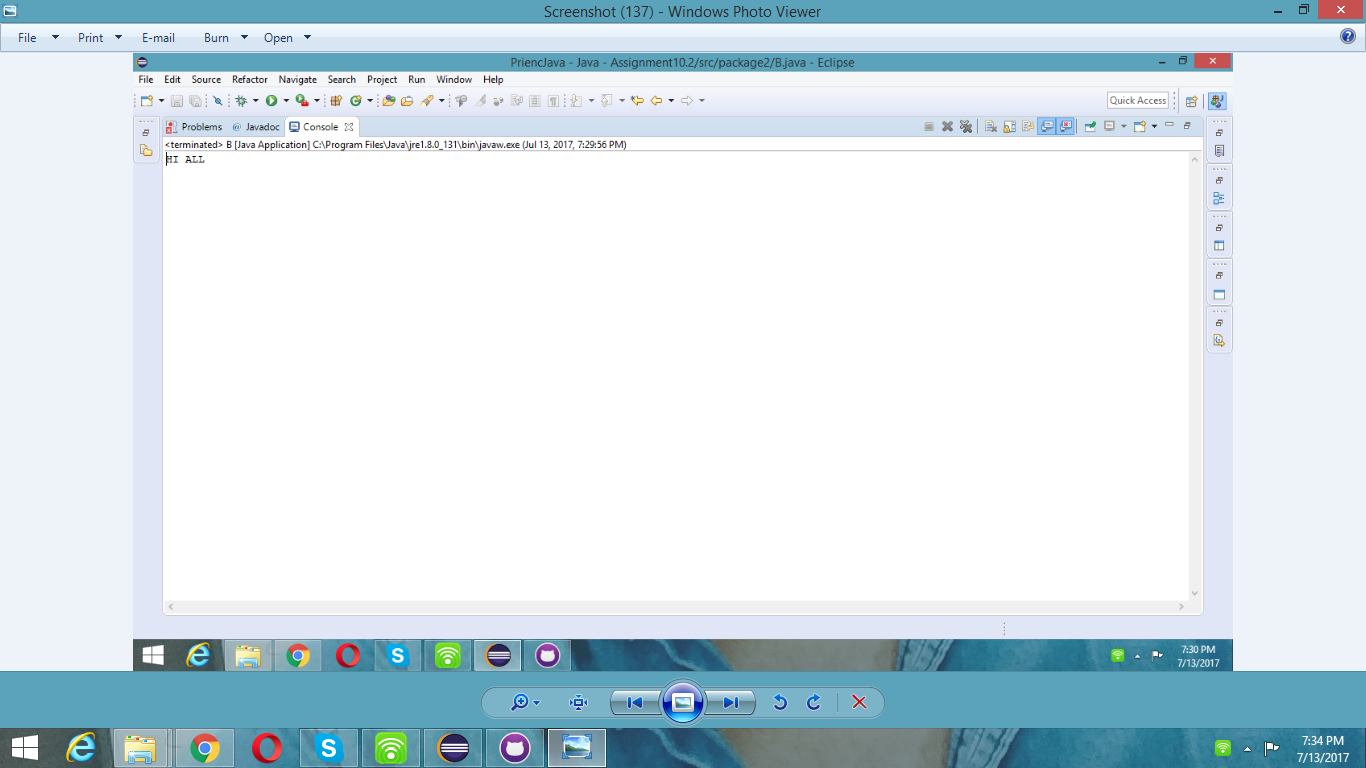 Screenshot (137) - Windows Photo Viewer
File Print E-mail Burn Open
PriencJava - Java - Assignment10.2/src/package2/B.java - Eclipse
File Edit Source Refactor Navigate Search Project Run Window Help
Quick Access
Problems @ Javadoc Console
<terminated> B [Java Application] C:\Program Files\Java\jre1.8.0_131\bin\javaw.exe (Jul 13, 2017, 7:29:56 PM)
HI ALL
7:30 PM
7/13/2017
7:34 PM
7/13/2017